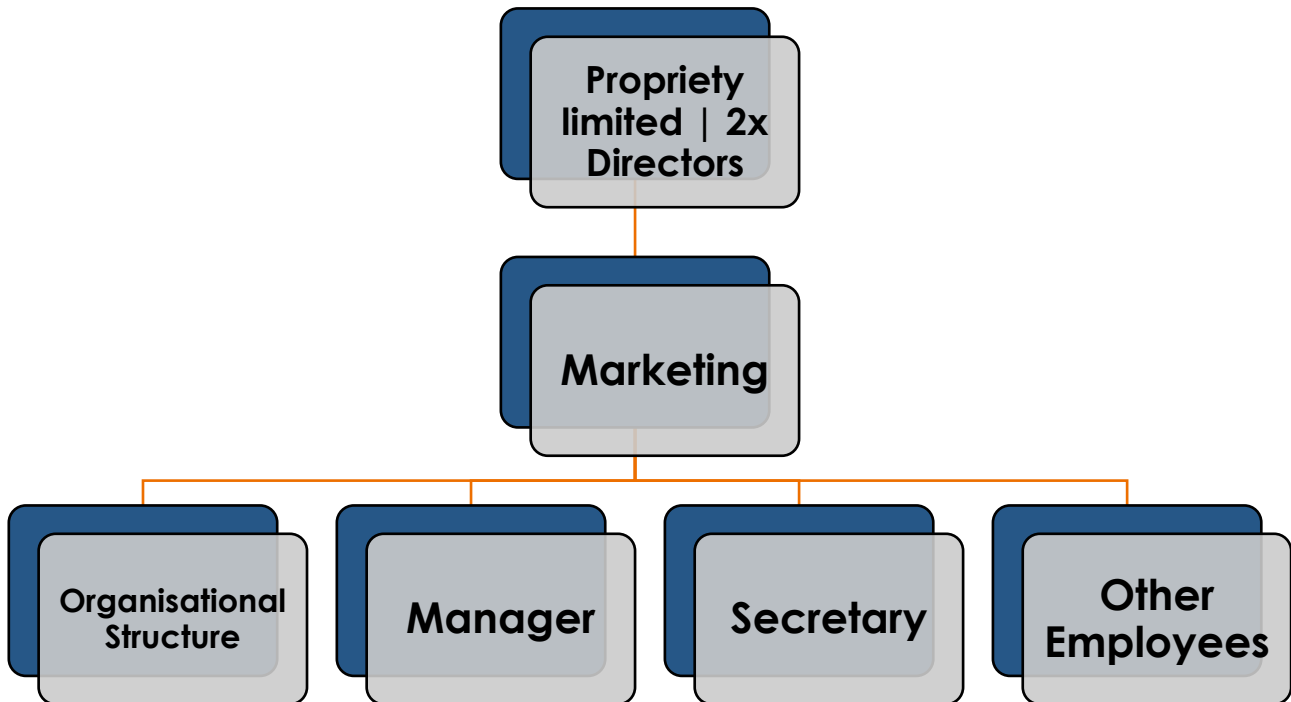 Propriety
limited | 2x
Directors
Marketing
Organisational
Structure
Manager
Secretary
Other
Employees